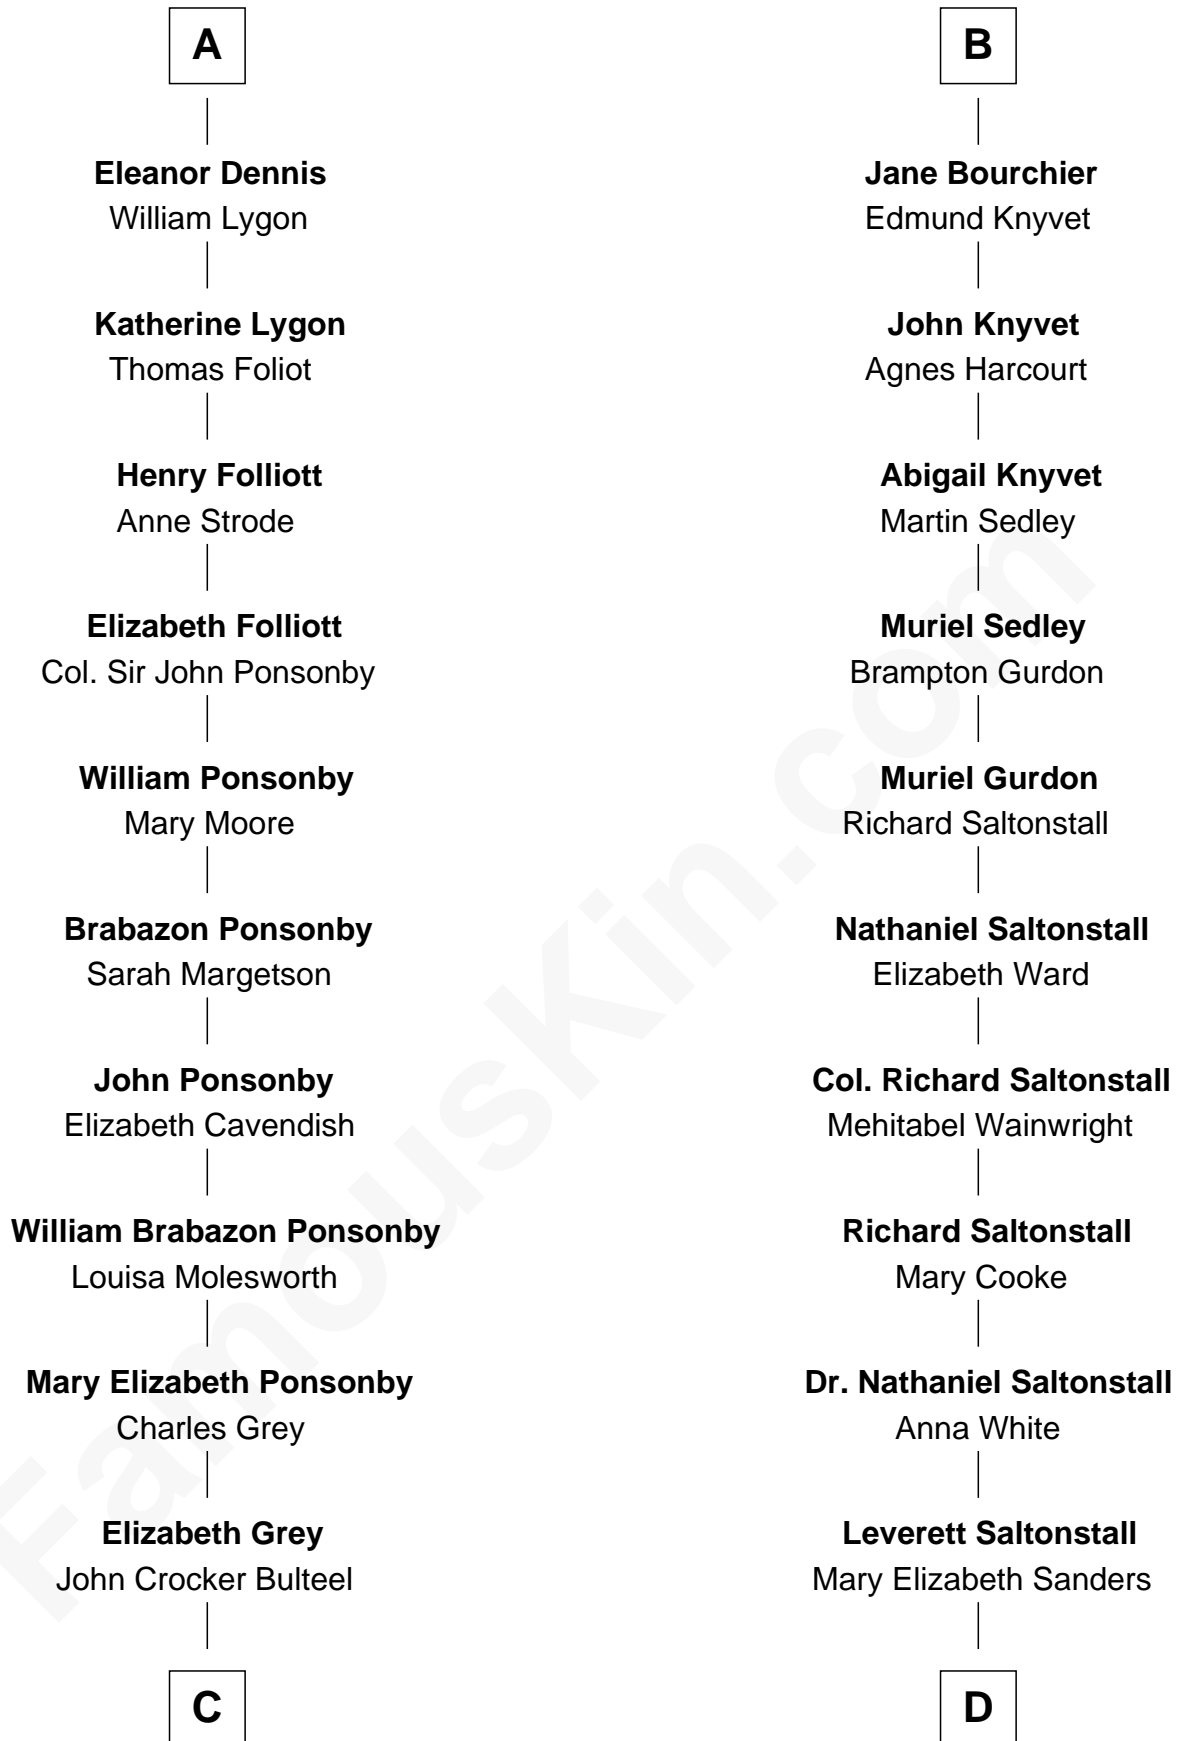 A
Eleanor Dennis
William Lygon
Katherine Lygon
Thomas Foliot
Henry Folliott
Anne Strode
Elizabeth Folliott
Col. Sir John Ponsonby
William Ponsonby
Mary Moore
Brabazon Ponsonby
Sarah Margetson
John Ponsonby
Elizabeth Cavendish
William Brabazon Ponsonby
Louisa Molesworth
Mary Elizabeth Ponsonby
Charles Grey
Elizabeth Grey
John Crocker Bulteel
C
B
Jane Bourchier
Edmund Knyvet
John Knyvet
Agnes Harcourt
Abigail Knyvet
Martin Sedley
Muriel Sedley
Brampton Gurdon
Muriel Gurdon
Richard Saltonstall
Nathaniel Saltonstall
Elizabeth Ward
Col. Richard Saltonstall
Mehitabel Wainwright
Richard Saltonstall
Mary Cooke
Dr. Nathaniel Saltonstall
Anna White
Leverett Saltonstall
Mary Elizabeth Sanders
D
FamousKin.com